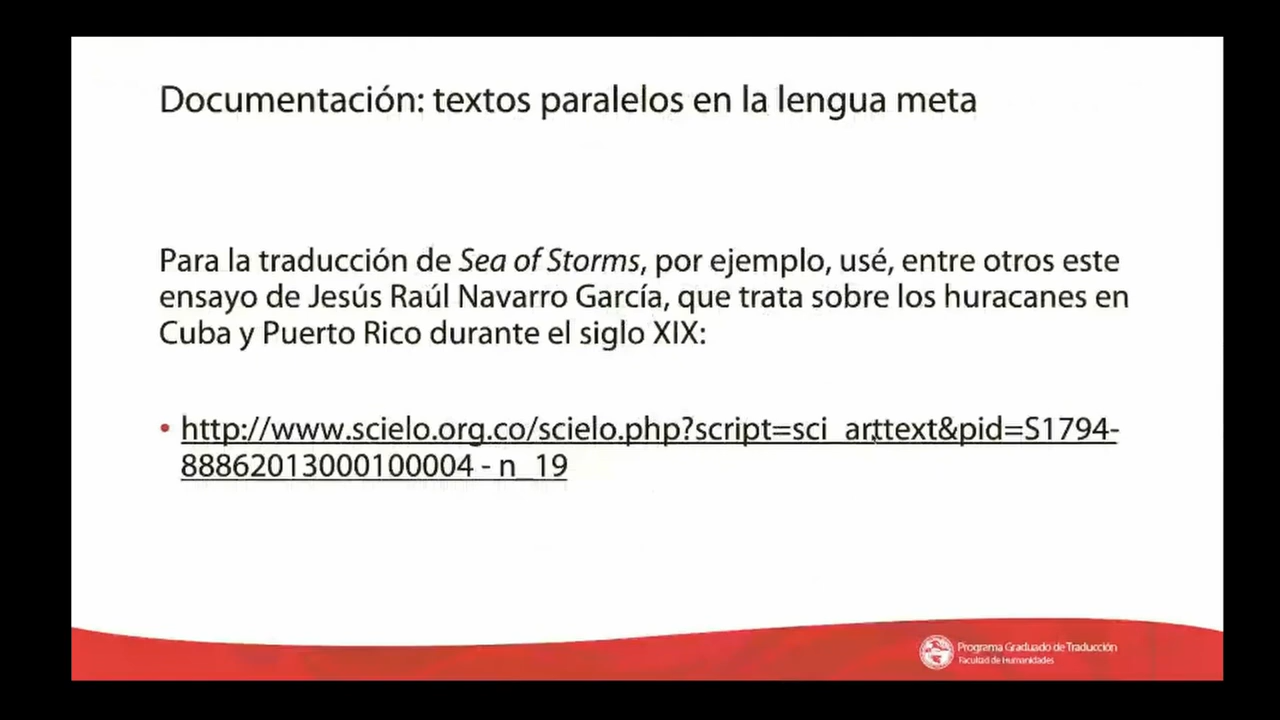 Documentación: textos paralelos en la lengua meta
Para la traducción de Sea of Storms, por ejemplo, usé, entre otros este
ensayo de Jesús Raúl Navarro García, que trata sobre los huracanes en
Cuba y Puerto Rico durante el siglo XIX:
• http://www.scielo.org.co/scielo.php?script=sci_arttext&pid=S1794-
88862013000100004 - n_19
Programa Graduado de Traducción
Facultad de Humanidades